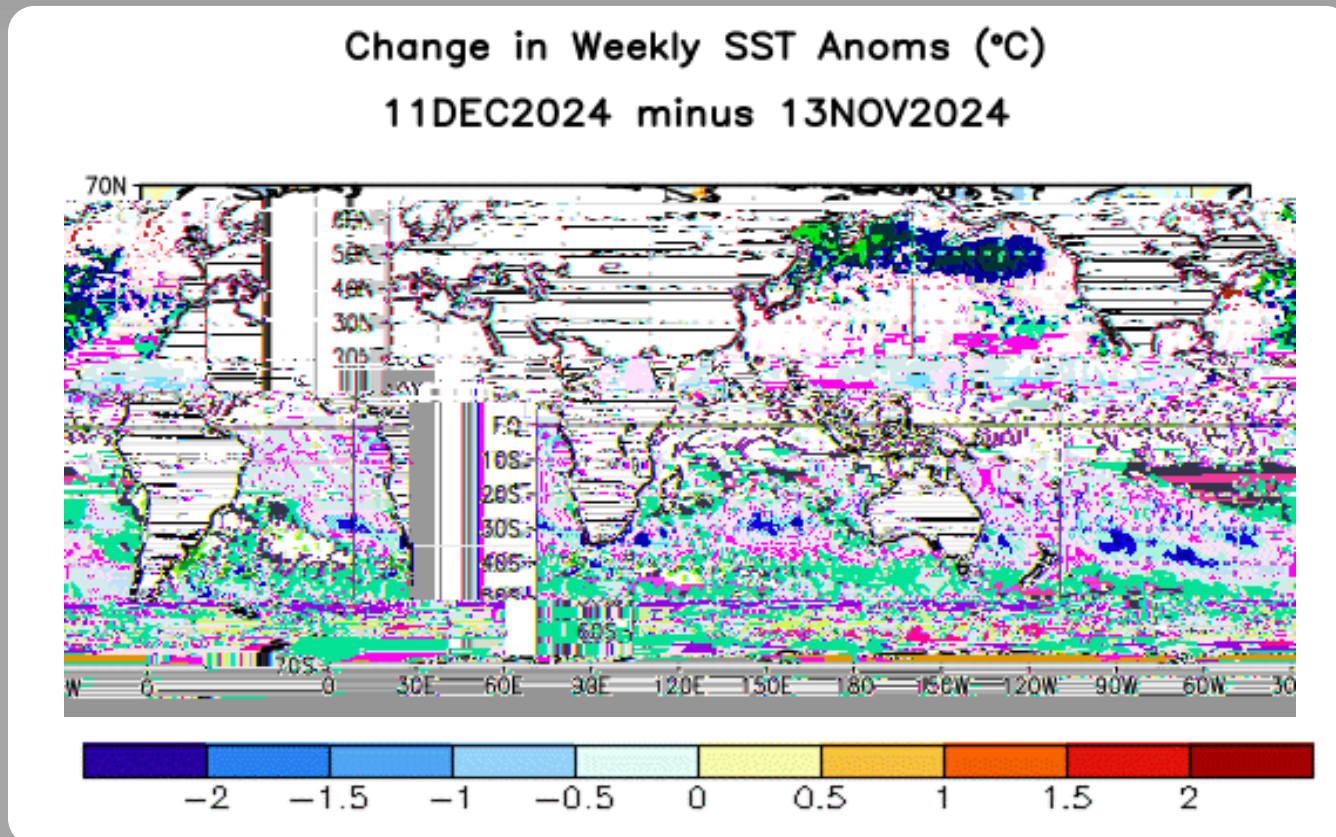 Change in Weekly SST Anoms (°C)
11DEC2024 minus 13NOV2024
70N
50N
40N
30N
20N
EQ
10S
20S
30S
40S
60S
70S
0 30E 60E 90E 120E 150E 180 150W 120W 90W 60W
−2 −1.5 −1 −0.5 0 0.5 1 1.5 2